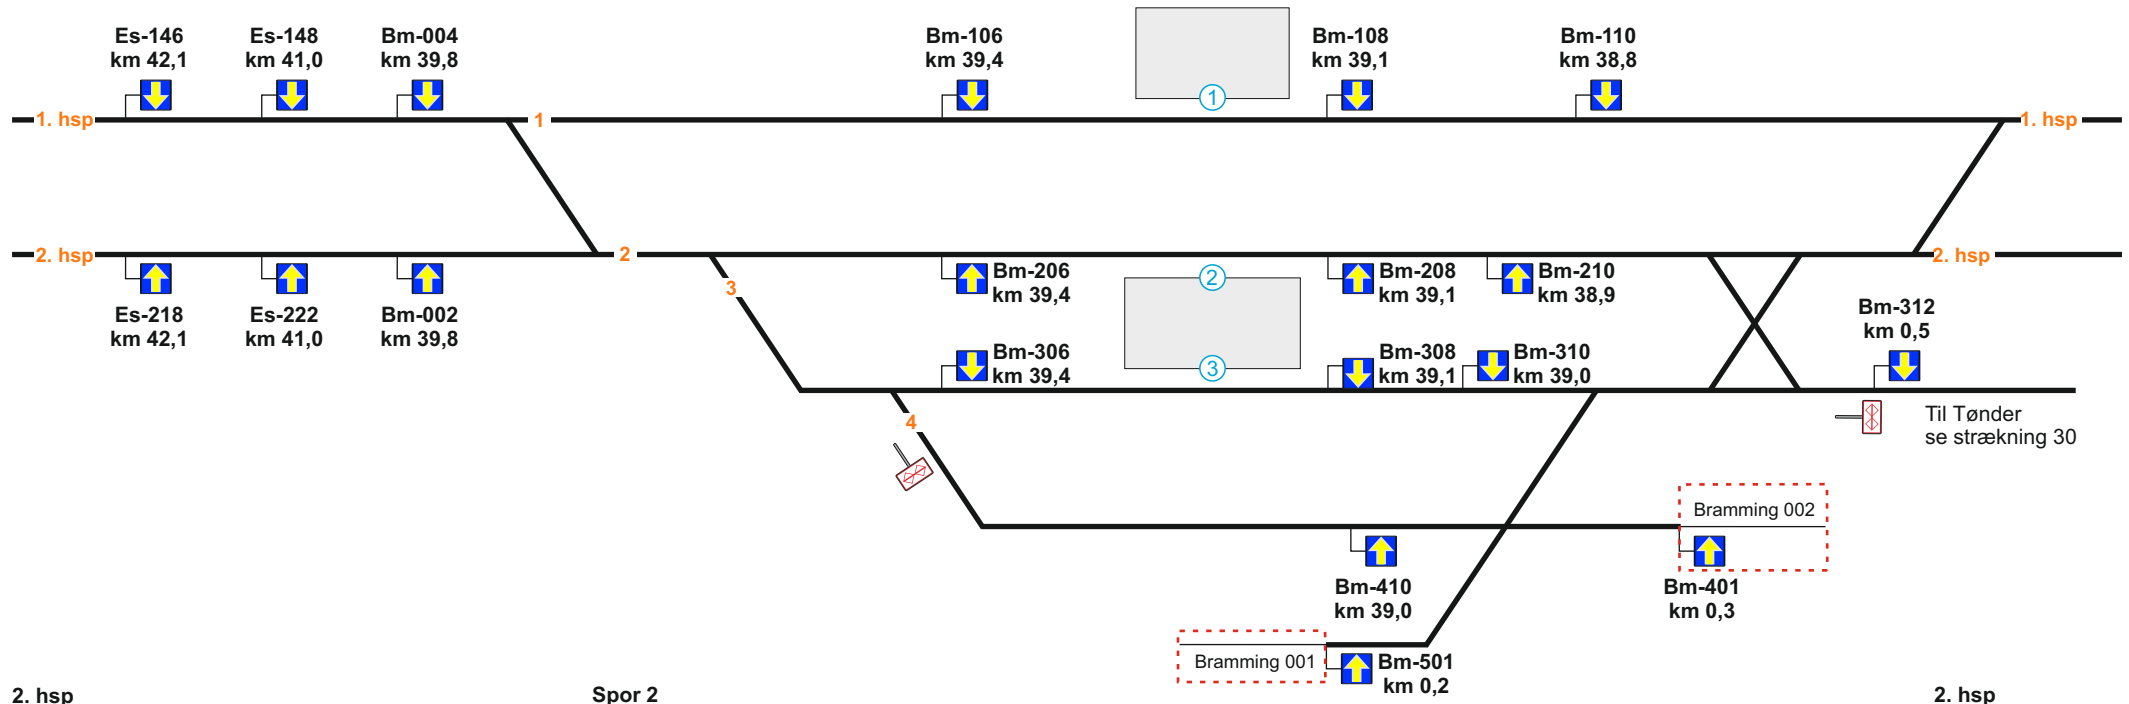 Es-146
km 42,1
Es-148
km 41,0
Bm-004
km 39,8
Bm-106
km 39,4
1
Bm-108
km 39,1
Bm-110
km 38,8
1. hsp
1
1. hsp
2. hsp
2
2. hsp
Es-218
km 42,1
Es-222
km 41,0
Bm-002
km 39,8
3
Bm-206
km 39,4
2
Bm-208
km 39,1
Bm-210
km 38,9
Bm-312
km 0,5
Bm-306
km 39,4
3
Bm-308
km 39,1
Bm-310
km 39,0
4
Til Tønder
se strækning 30
Bramming 002
Bm-410
km 39,0
Bm-401
km 0,3
Bramming 001
Bm-501
km 0,2
2. hsp
Spor 2
2. hsp